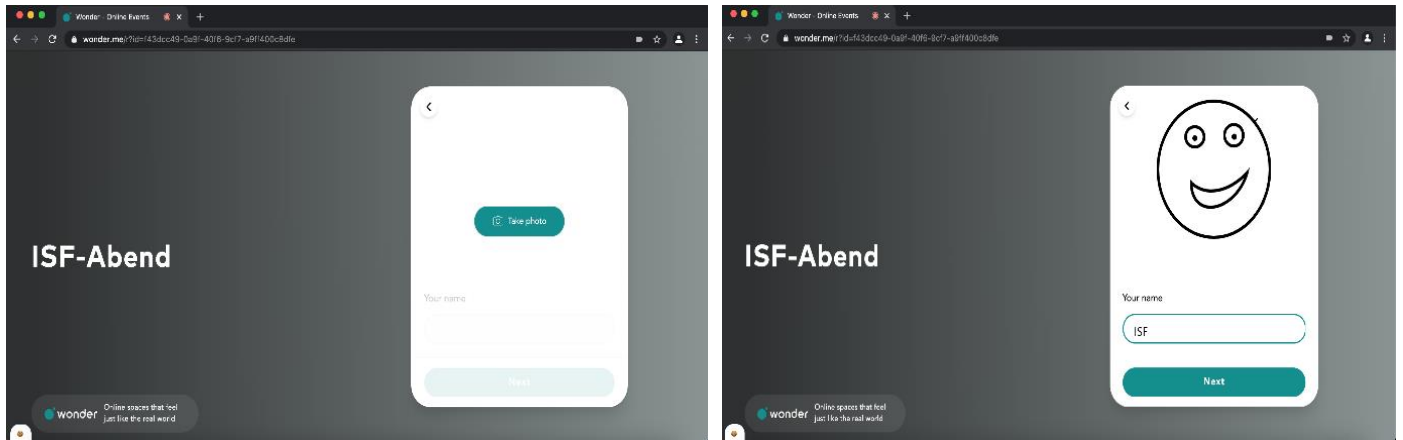 Wonder - Online Events
wonder.me/r?id=f43dcc49-0a9f-40f6-9cf7-a9ff400c8dfe
Take photo
ISF-Abend
Your name
Next
wonder
Online spaces that feel
just like the real world
Wonder - Online Events
wonder.me/r?id=f43dcc49-0a9f-40f6-9cf7-a9ff400c8dfe
ISF-Abend
Your name
ISF
Next
wonder
Online spaces that feel
just like the real world